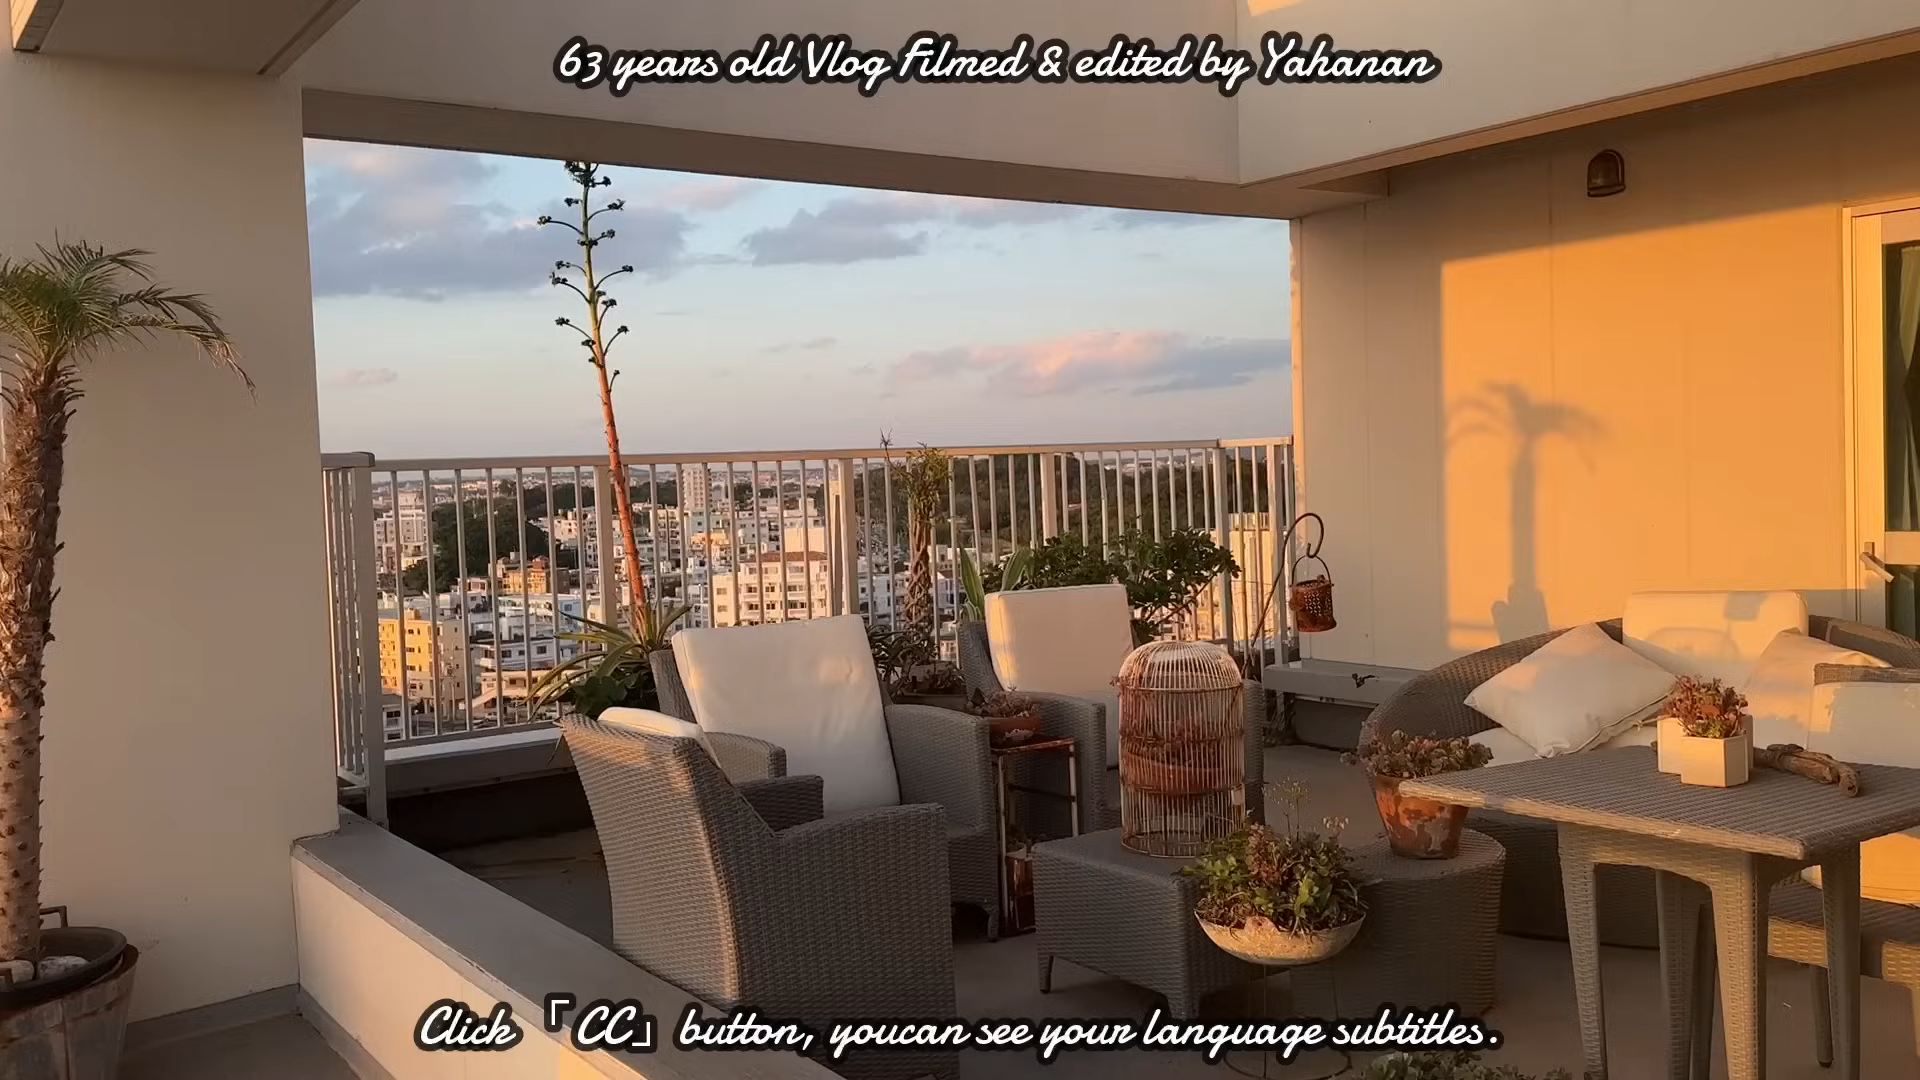 63 years old Vlog Filmed & edited by Yahanan
Click「CC」button, youcan see your language subtitles.